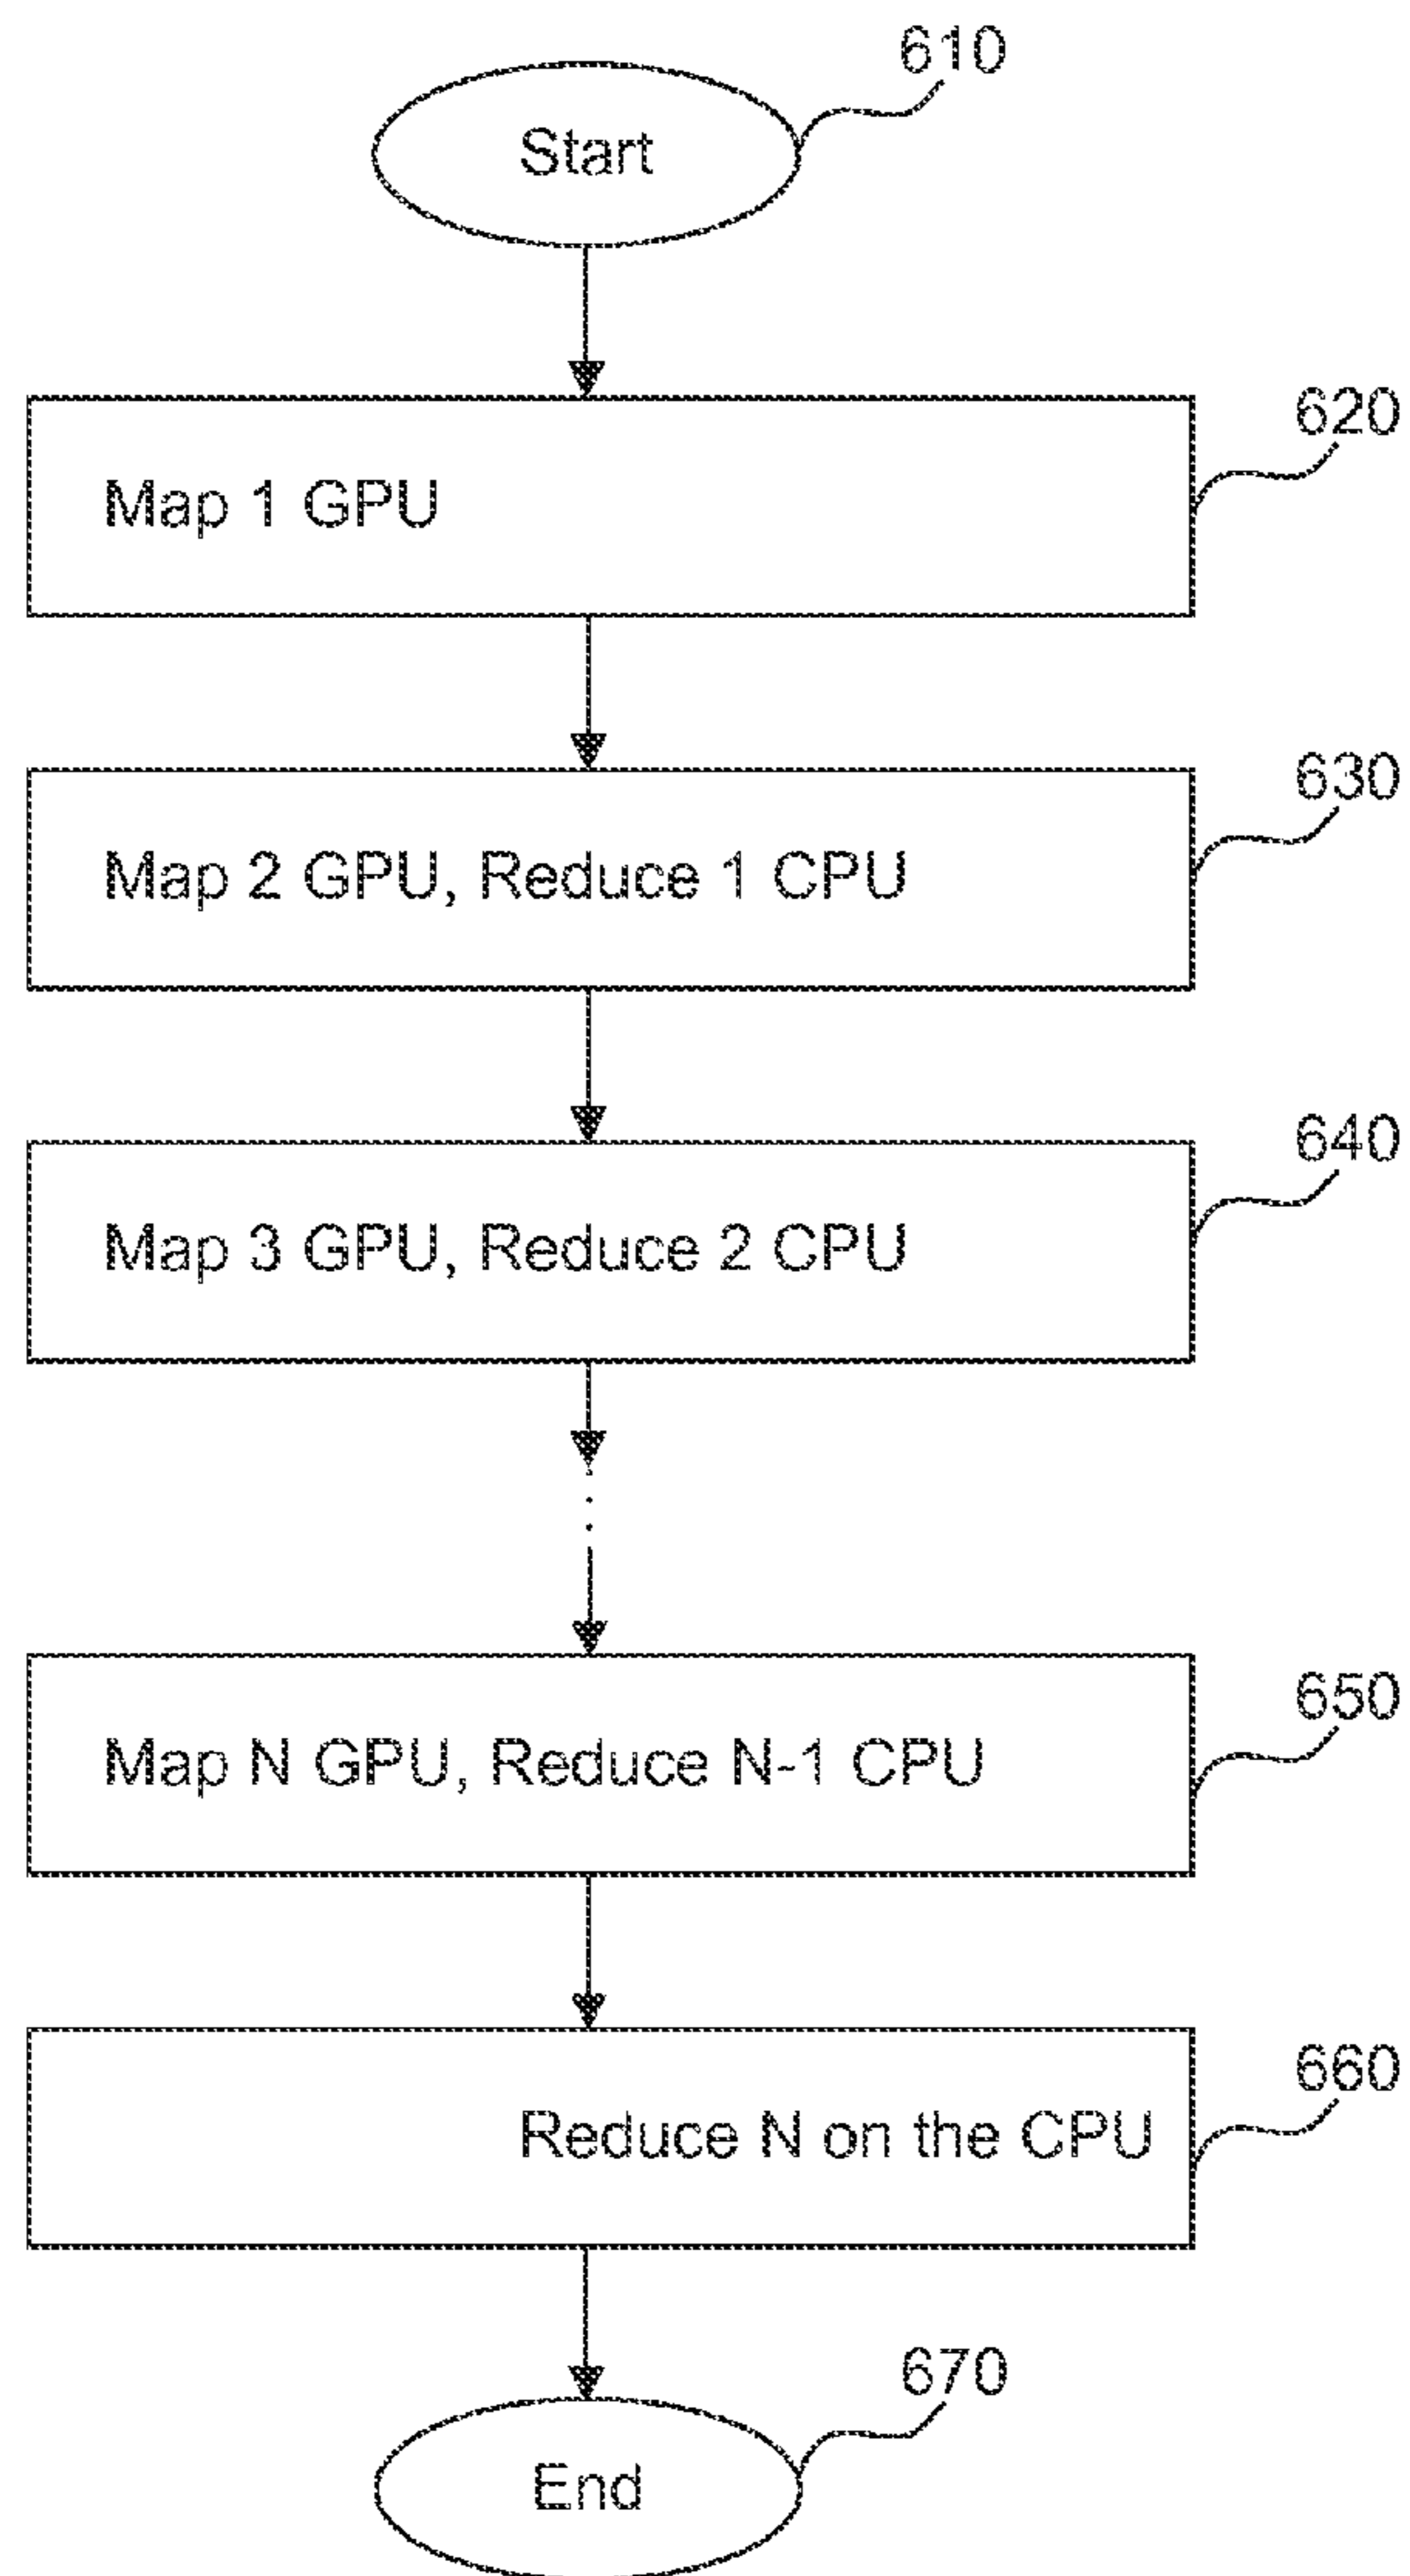 610
Start
620
Map 1 GPU
630
Map 2 GPU, Reduce 1 CPU
640
Map 3 GPU, Reduce 2 CPU
650
Map N GPU, Reduce N-1 CPU
660
Reduce N on the CPU
670
End